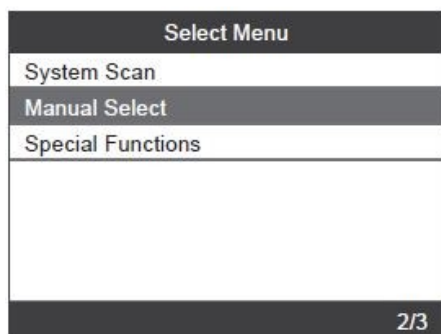 Select Menu
System Scan
Manual Select
Special Functions
2/3